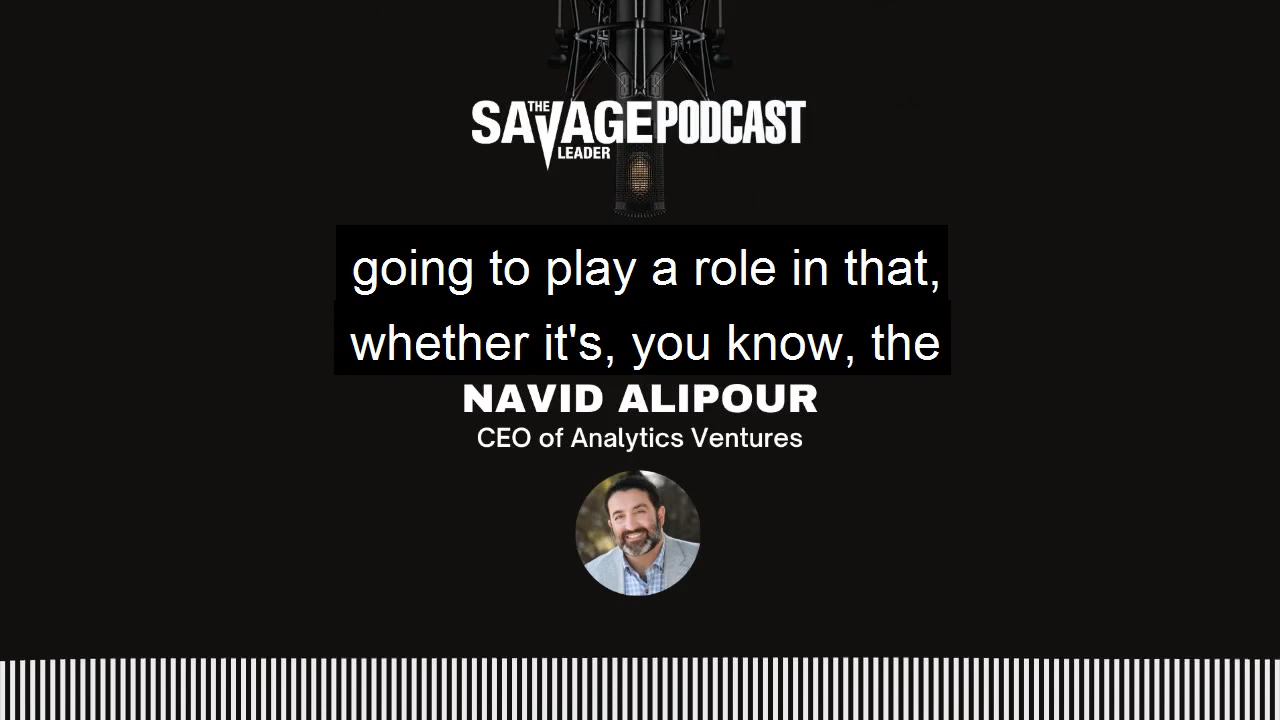 THE SAVAGE LEADER PODCAST
going to play a role in that,
whether it's, you know, the
NAVID ALIPOUR
CEO of Analytics Ventures